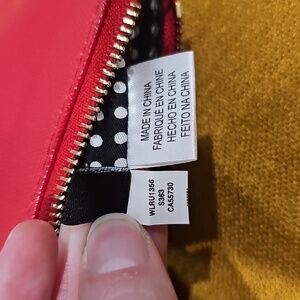 MADE IN CHINA
FABRIQUÉ EN CHINE
HECHO EN CHINA
FEITO NA CHINA
WLRU1356
S363
CA55730